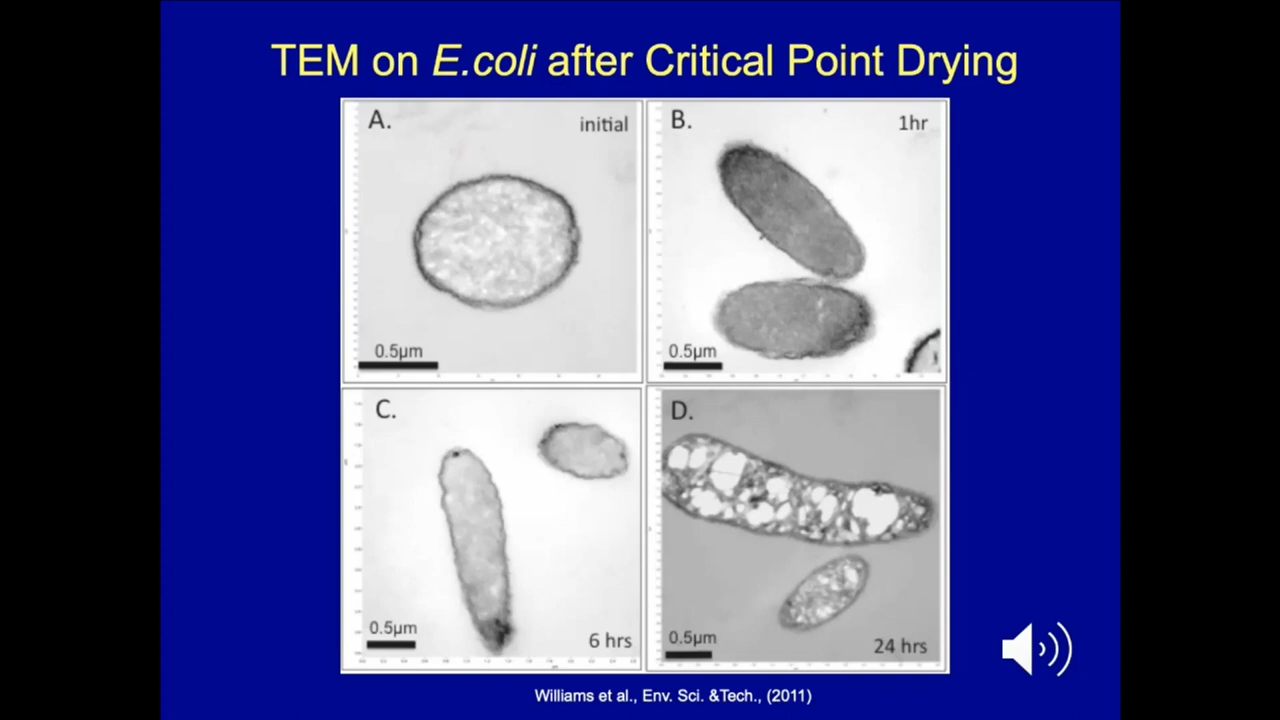 TEM on E.coli after Critical Point Drying
A.
initial
0.5µm
B.
1hr
0.5µm
C.
0.5µm
6 hrs
D.
0.5µm
24 hrs
Williams et al., Env. Sci. &Tech., (2011)